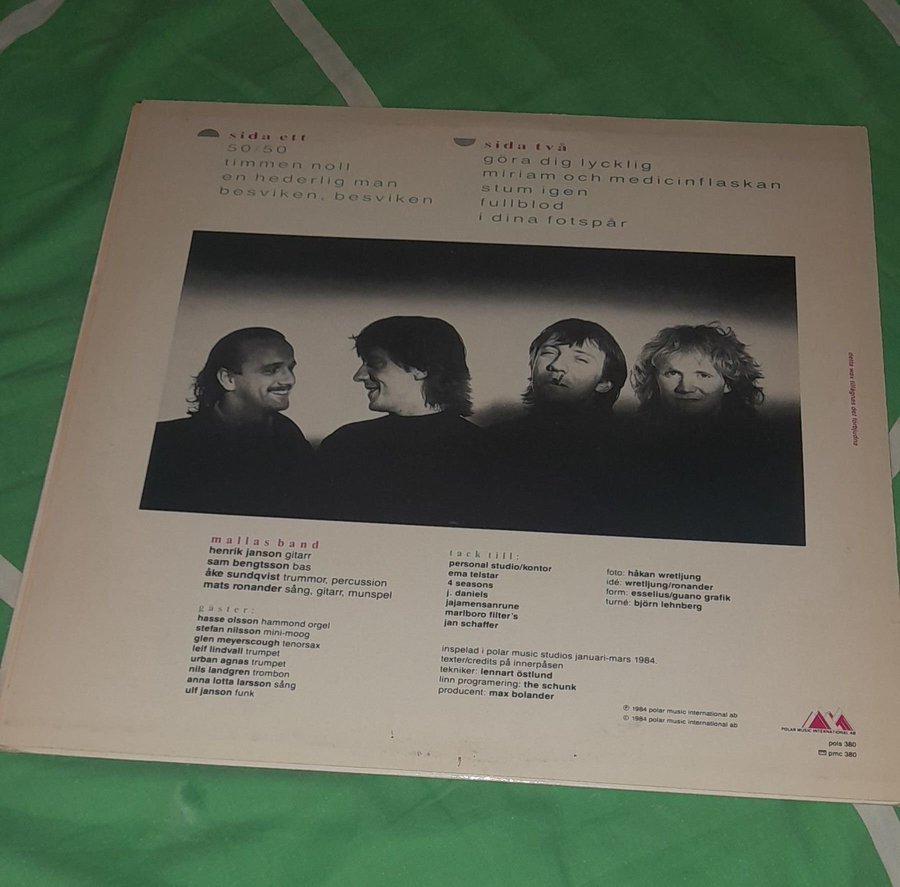 sida ett
50/50
timmen noll
en hederlig man
besviken, besviken
sida två
göra dig lycklig
miriam och medicinflaskan
stum igen
fullblod
i dina fotspår
detta wax tillägnas det förbjudna
mallas band
henrik janson gitarr
sam bengtsson bas
åke sundqvist trummor, percussion
mats ronander sång, gitarr, munspel
gäster:
hasse olsson hammond orgel
stefan nilsson mini-moog
glen meyerscough tenorsax
leif lindvall trumpet
urban agnas trumpet
nils landgren trombon
anna lotta larsson sång
ulf janson funk
tack till:
personal studio/kontor
ema telstar
4 seasons
j. daniels
jajamensanrune
marlboro filter's
jan schaffer
foto: håkan wretljung
idé: wretljung/ronander
form: esselius/guano grafik
turné: björn lehnberg
inspelad i polar music studios januari-mars 1984.
texter/credits på innerpåsen
tekniker: lennart östlund
linn programering: the schunk
producent: max bolander
℗ 1984 polar music international ab
© 1984 polar music international ab
POLAR MUSIC INTERNATIONAL AB
pols 380
pmc 380